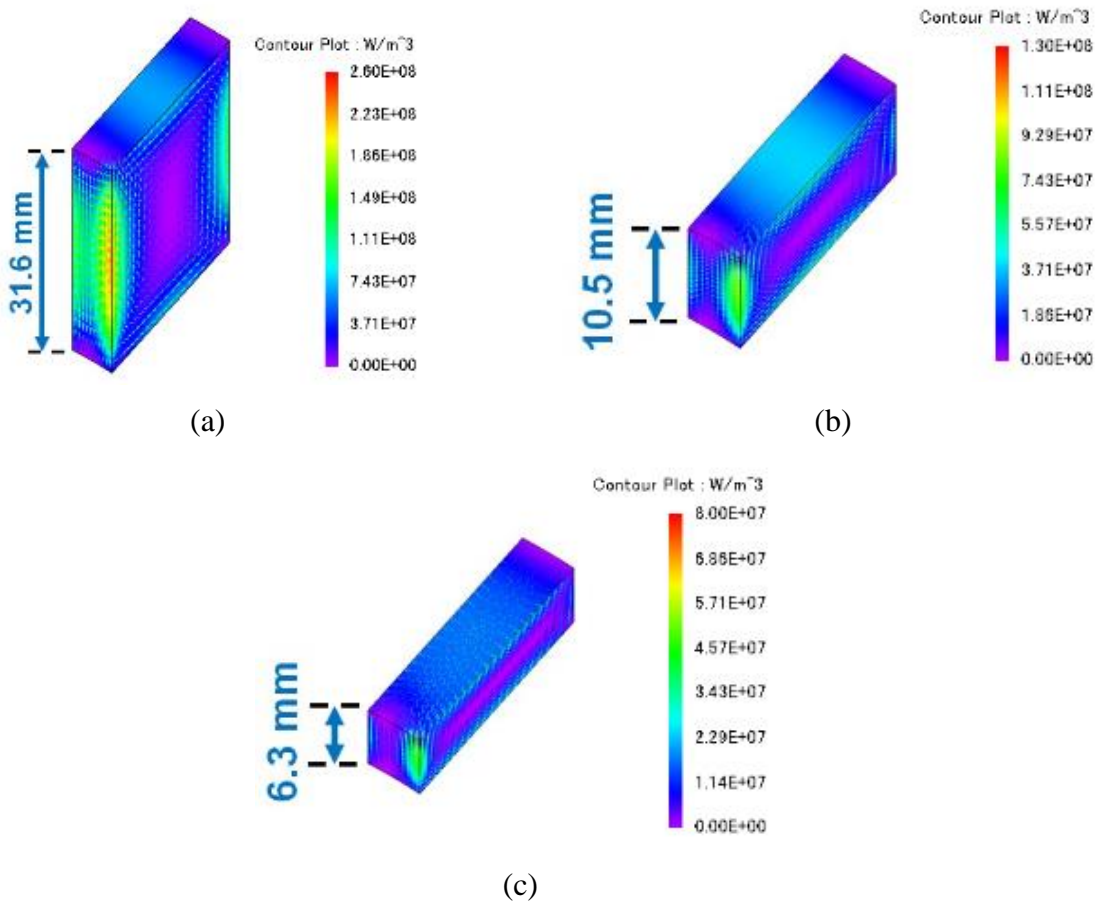 Contour Plot : W/m^3
2.60E+08
2.23E+08
1.86E+08
1.49E+08
1.11E+08
7.43E+07
3.71E+07
0.00E+00
31.6 mm
(a)
Contour Plot : W/m^3
1.30E+08
1.11E+08
9.29E+07
7.43E+07
5.57E+07
3.71E+07
1.86E+07
0.00E+00
10.5 mm
(b)
Contour Plot : W/m^3
8.00E+07
6.86E+07
5.71E+07
4.57E+07
3.43E+07
2.29E+07
1.14E+07
0.00E+00
6.3 mm
(c)